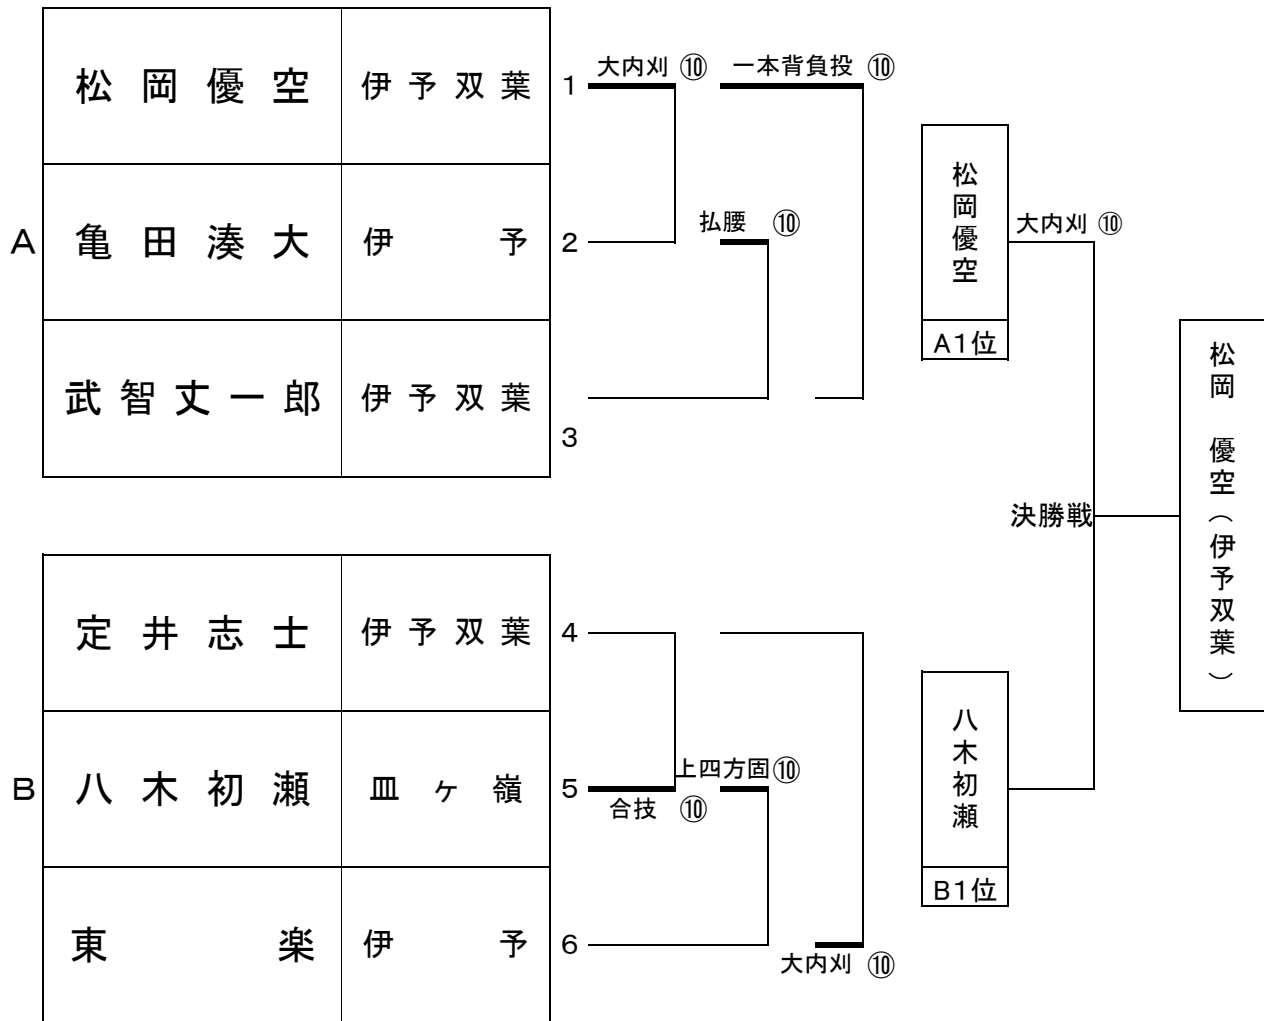 松岡優空 伊予双葉 1 大内刈 ⑩ 一本背負投 ⑩
A 亀田湊大 伊予 2 払腰 ⑩
武智丈一郎 伊予双葉 3
定井志士 伊予双葉 4
B 八木初瀬 皿ヶ嶺 5 上四方固 ⑩
合技 ⑩
東楽 伊予 6
大内刈 ⑩
松岡優空
A1位
大内刈 ⑩
決勝戦
八木初瀬
B1位
松岡 優空(伊予双葉)